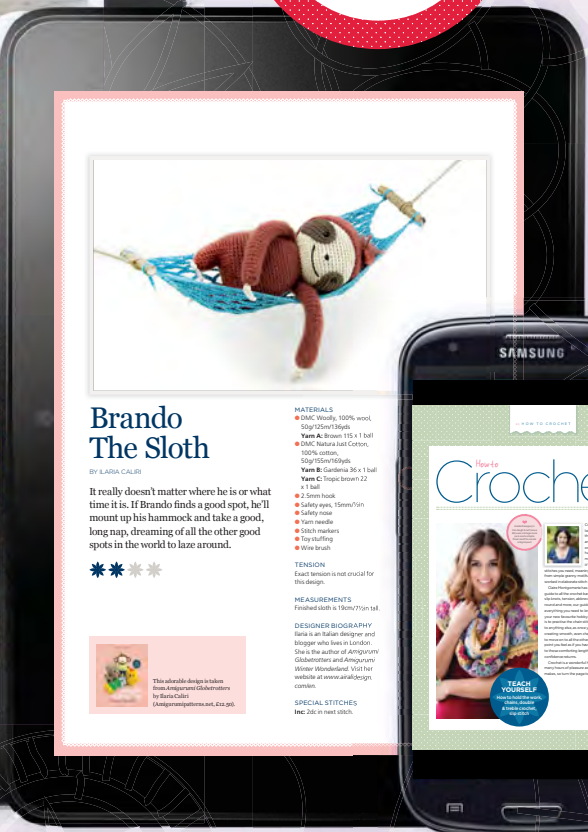 Brando
The Sloth
BY ILARIA CALIRI
It really doesn't matter where he is or what
time it is. If Brando finds a good spot, he'll
mount up his hammock and take a good,
long nap, dreaming of all the other good
spots in the world to laze around.
This adorable design is taken
from Amigurumi Globetrotters
by Ilaria Caliri
(Amigurumipatterns.net, £12.50).
MATERIALS
DMC Woolly, 100% wool,
50g/125m/136yds
Yarn A: Brown 115 x 1 ball
DMC Natura Just Cotton,
100% cotton,
50g/155m/169yds
Yarn B: Gardenia 36 x 1 ball
Yarn C: Tropic brown 22
x 1 ball
2.5mm hook
Safety eyes, 15mm/½in
Safety nose
Yarn needle
Stitch markers
Toy stuffing
Wire brush
TENSION
Exact tension is not crucial for
this design.
MEASUREMENTS
Finished sloth is 19cm/7½in tall.
DESIGNER BIOGRAPHY
Ilaria is an Italian designer and
blogger who lives in London.
She is the author of Amigurumi
Globetrotters and Amigurumi
Winter Wonderland. Visit her
website at www.airalidesign.
com/en.
SPECIAL STITCHES
Inc: 2dc in next stitch.
SAMSUNG
HOW TO CROCHET
How to
Croche
TEACH
YOURSELF
How to hold the work,
chains, double
& treble crochet,
slip stitch